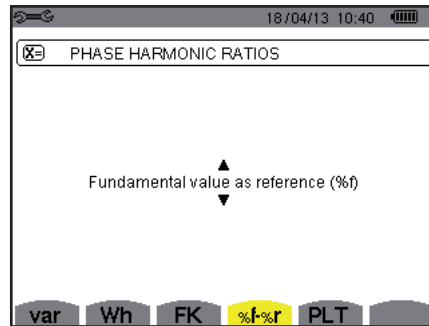 18/04/13 10:40
X= PHASE HARMONIC RATIOS
Fundamental value as reference (%f)
var Wh FK %f-%r PLT